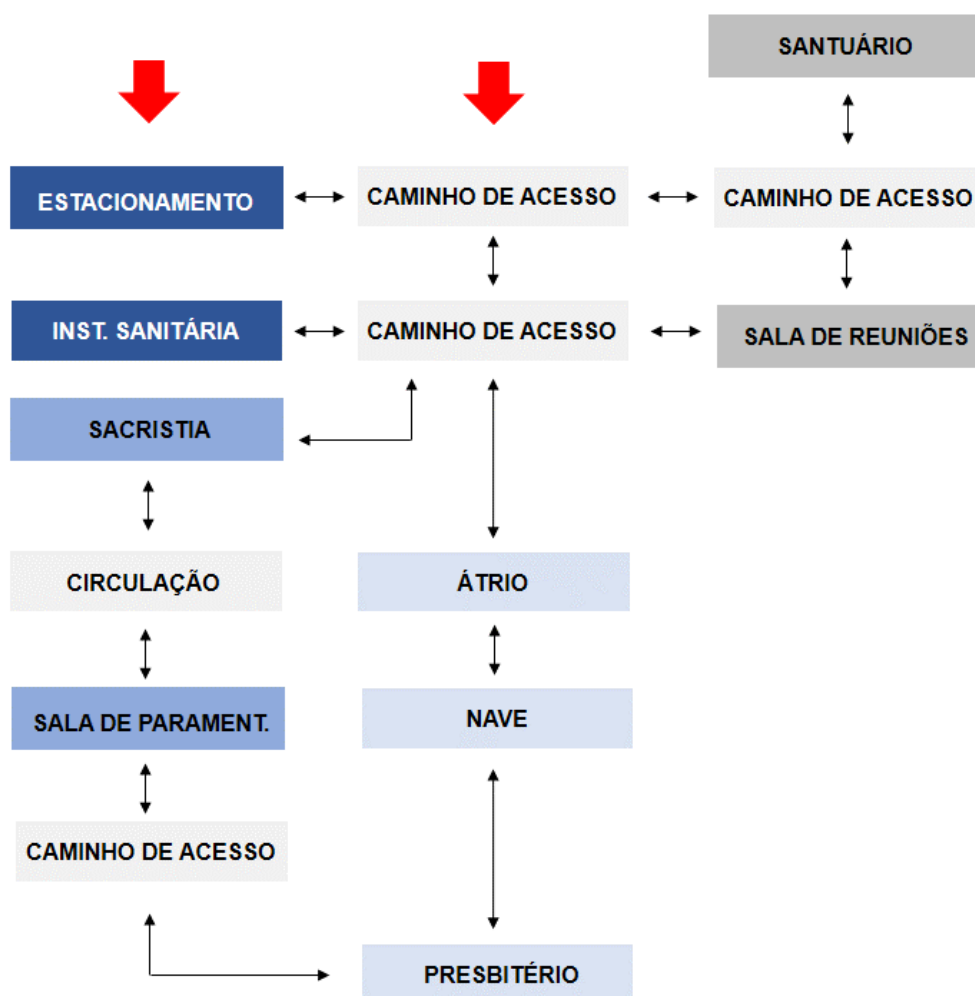 SANTUÁRIO
ESTACIONAMENTO
CAMINHO DE ACESSO
CAMINHO DE ACESSO
INST. SANITÁRIA
CAMINHO DE ACESSO
SALA DE REUNIÕES
SACRISTIA
CIRCULAÇÃO
ÁTRIO
SALA DE PARAMENT.
NAVE
CAMINHO DE ACESSO
PRESBITÉRIO